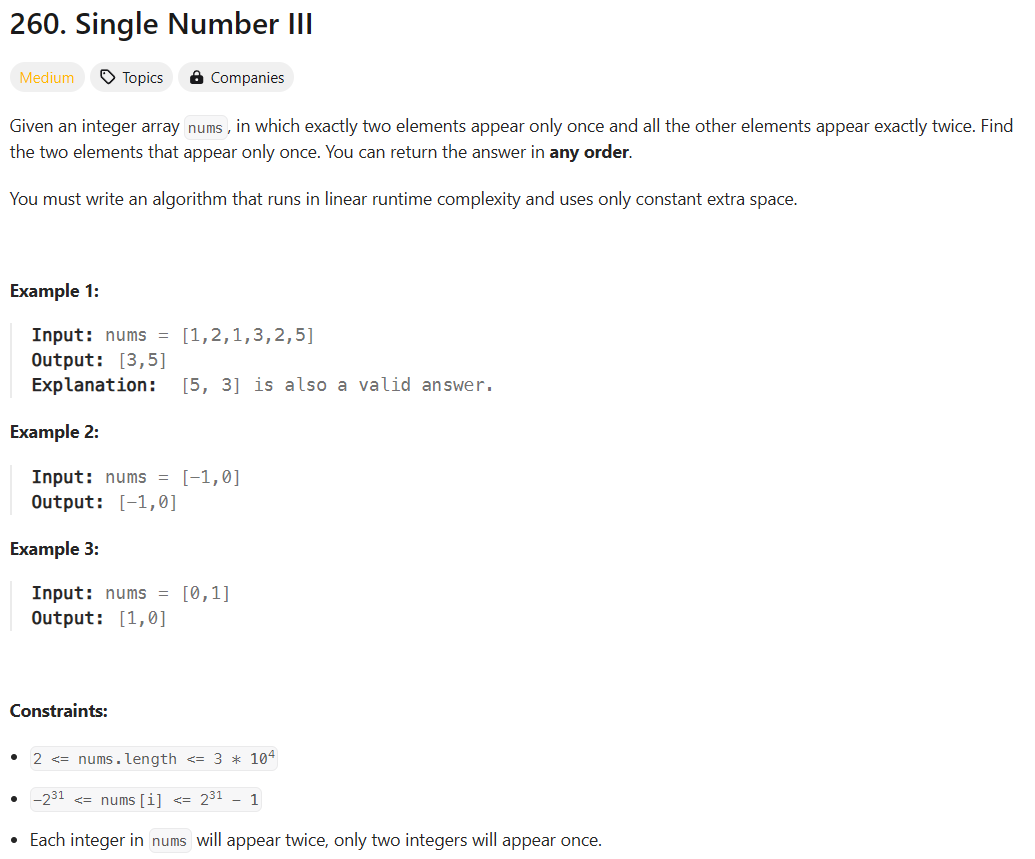 260. Single Number III
Medium Topics Companies
Given an integer array nums, in which exactly two elements appear only once and all the other elements appear exactly twice. Find
the two elements that appear only once. You can return the answer in any order.
You must write an algorithm that runs in linear runtime complexity and uses only constant extra space.
Example 1:
Input: nums = [1,2,1,3,2,5]
Output: [3,5]
Explanation: [5, 3] is also a valid answer.
Example 2:
Input: nums = [-1,0]
Output: [-1,0]
Example 3:
Input: nums = [0,1]
Output: [1,0]
Constraints:
• 2 <= nums.length <= 3 * 10⁴
• -2³¹ <= nums[i] <= 2³¹ - 1
• Each integer in nums will appear twice, only two integers will appear once.